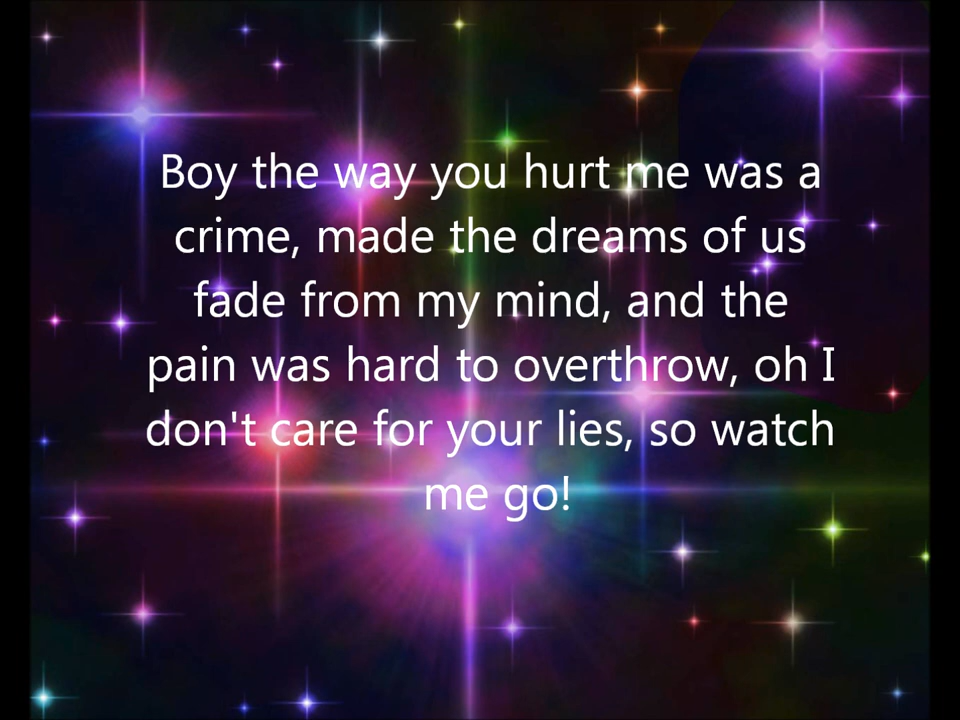 Boy the way you hurt me was a
crime, made the dreams of us
fade from my mind, and the
pain was hard to overthrow, oh I
don't care for your lies, so watch
me go!